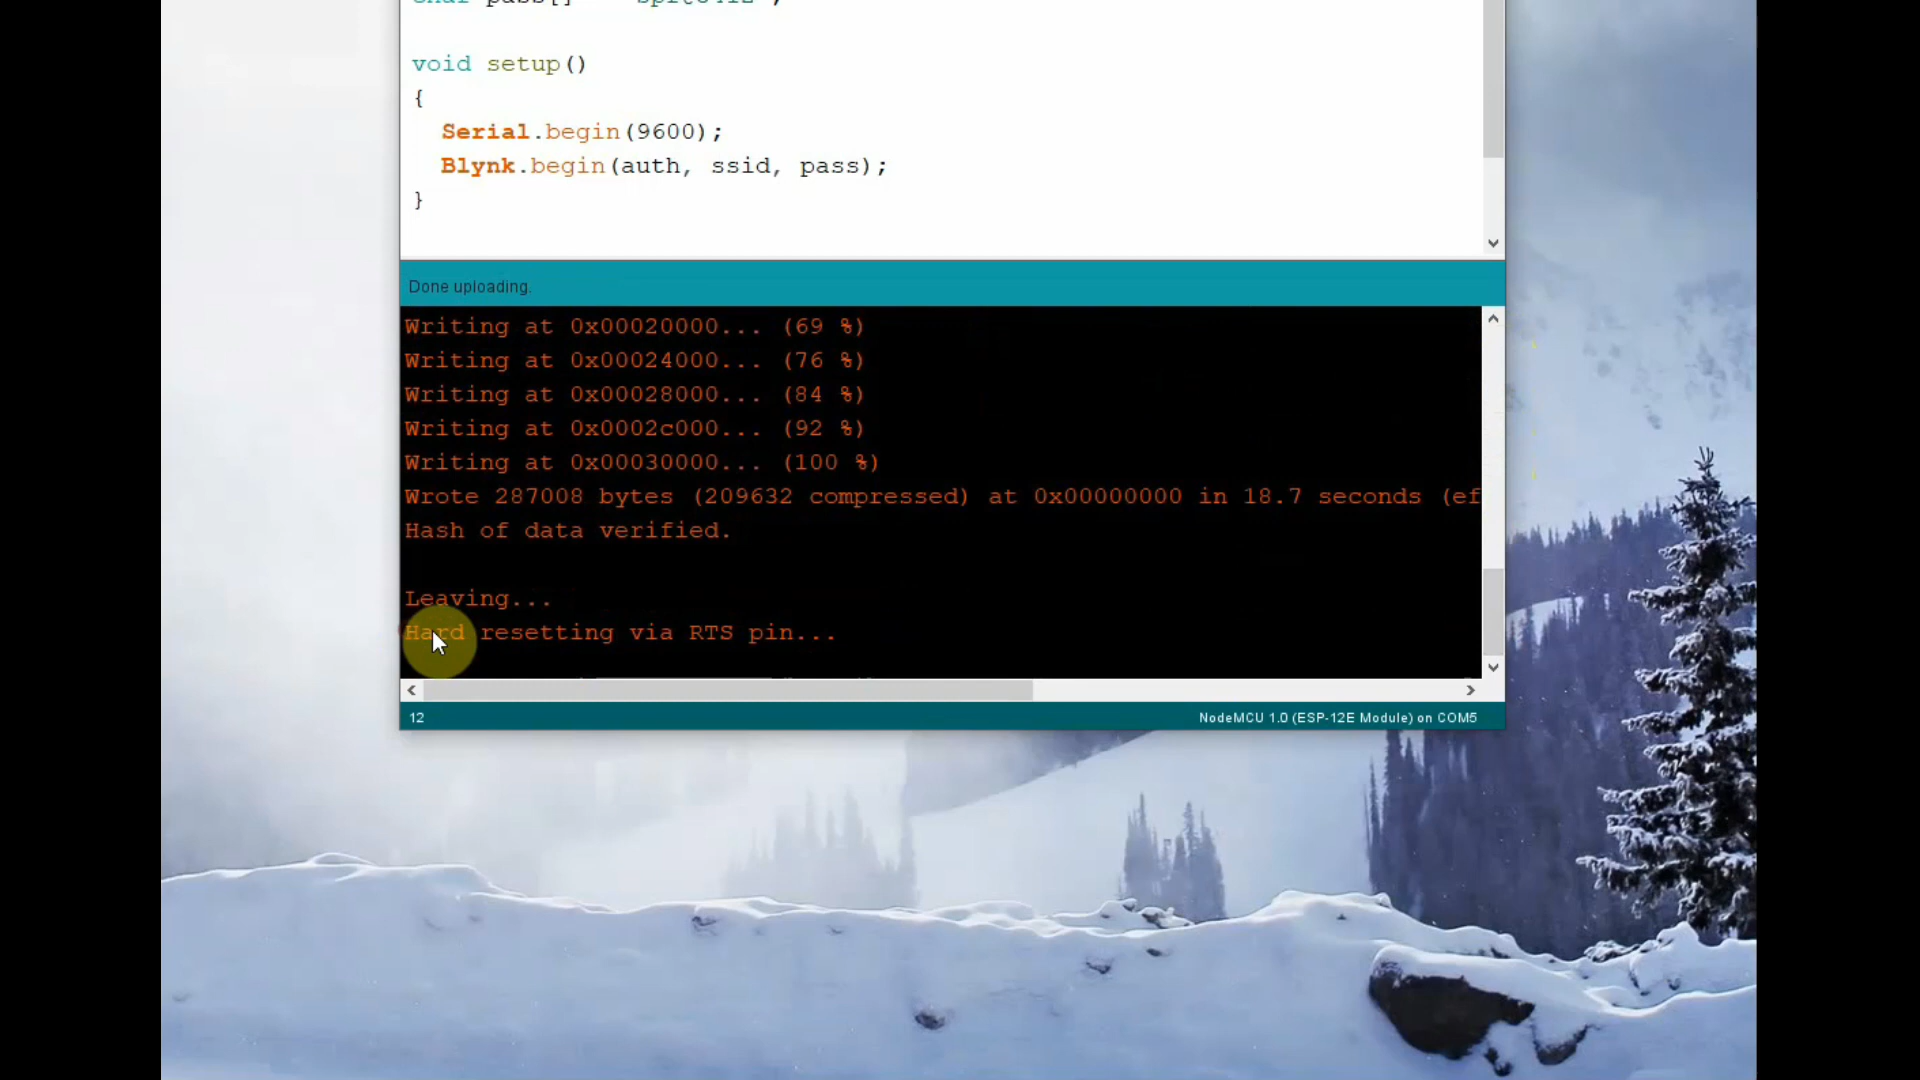 char pass[]
void setup()
{
Serial.begin(9600);
Blynk.begin(auth, ssid, pass);
}
Done uploading.
Writing at 0x00020000... (69 %)
Writing at 0x00024000... (76 %)
Writing at 0x00028000... (84 %)
Writing at 0x0002c000... (92 %)
Writing at 0x00030000... (100 %)
Wrote 287008 bytes (209632 compressed) at 0x00000000 in 18.7 seconds (ef
Hash of data verified.
Leaving...
Hard resetting via RTS pin...
12
NodeMCU 1.0 (ESP-12E Module) on COM5